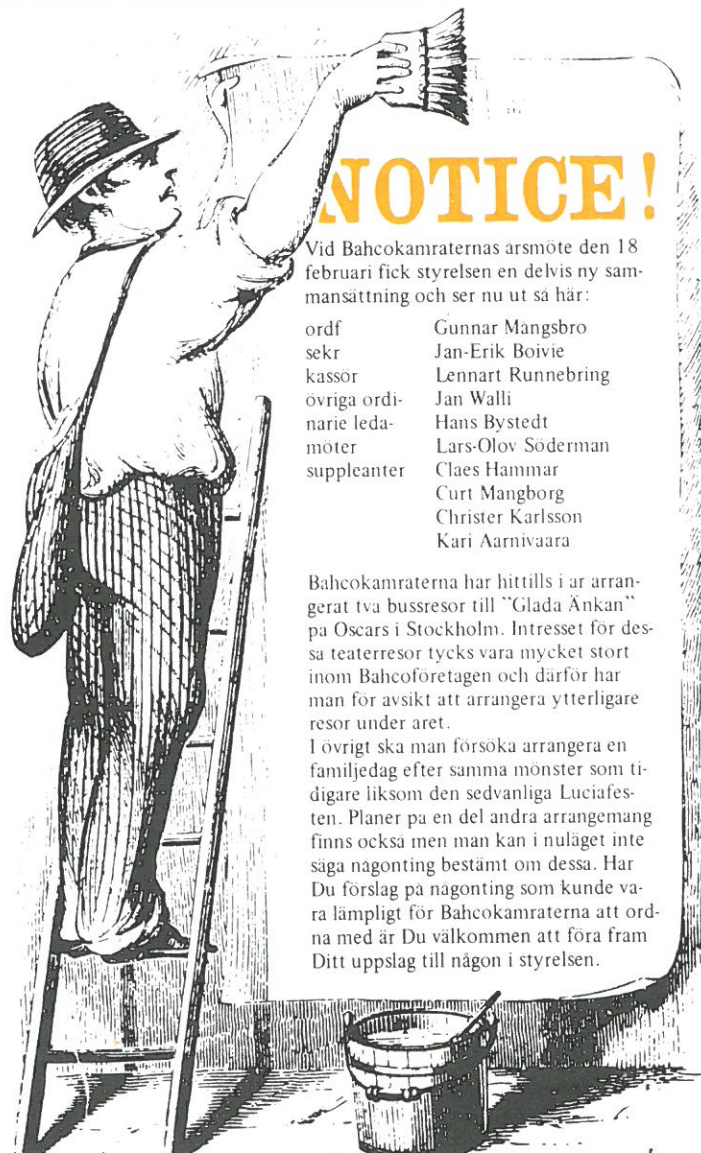 NOTICE!
Vid Bahcokamraternas årsmöte den 18
februari fick styrelsen en delvis ny sam-
mansättning och ser nu ut så här:
ordf Gunnar Mångsbro
sekr Jan-Erik Boivie
kassör Lennart Runnebring
övriga ordi- Jan Walli
narie leda- Hans Bystedt
möter Lars-Olov Söderman
suppleanter Claes Hammar
Curt Mangborg
Christer Karlsson
Kari Aarnivaara
Bahcokamraterna har hittills i år arran-
gerat två bussresor till "Glada Änkan"
på Oscars i Stockholm. Intresset för des-
sa teaterresor tycks vara mycket stort
inom Bahcoföretagen och därför har
man för avsikt att arrangera ytterligare
resor under året.
I övrigt ska man försöka arrangera en
familjedag efter samma mönster som ti-
digare liksom den sedvanliga Luciafes-
ten. Planer på en del andra arrangemang
finns också men man kan i nuläget inte
säga någonting bestämt om dessa. Har
Du förslag på någonting som kunde va-
ra lämpligt för Bahcokamraterna att ord-
na med är Du välkommen att föra fram
Ditt uppslag till någon i styrelsen.